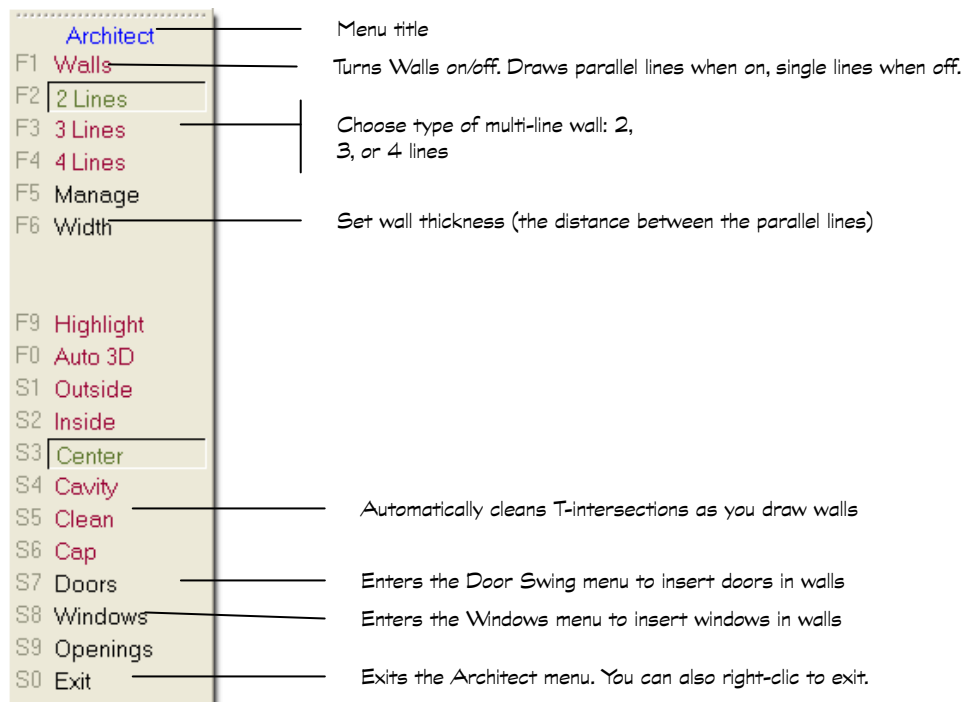 Architect Menu title
F1 Walls Turns Walls on/off. Draws parallel lines when on, single lines when off.
F2 2 Lines
F3 3 Lines Choose type of multi-line wall: 2,
3, or 4 lines
F4 4 Lines
F5 Manage
F6 Width Set wall thickness (the distance between the parallel lines)
F9 Highlight
F0 Auto 3D
S1 Outside
S2 Inside
S3 Center
S4 Cavity
S5 Clean Automatically cleans T-intersections as you draw walls
S6 Cap
S7 Doors Enters the Door Swing menu to insert doors in walls
S8 Windows Enters the Windows menu to insert windows in walls
S9 Openings
S0 Exit Exits the Architect menu. You can also right-clic to exit.